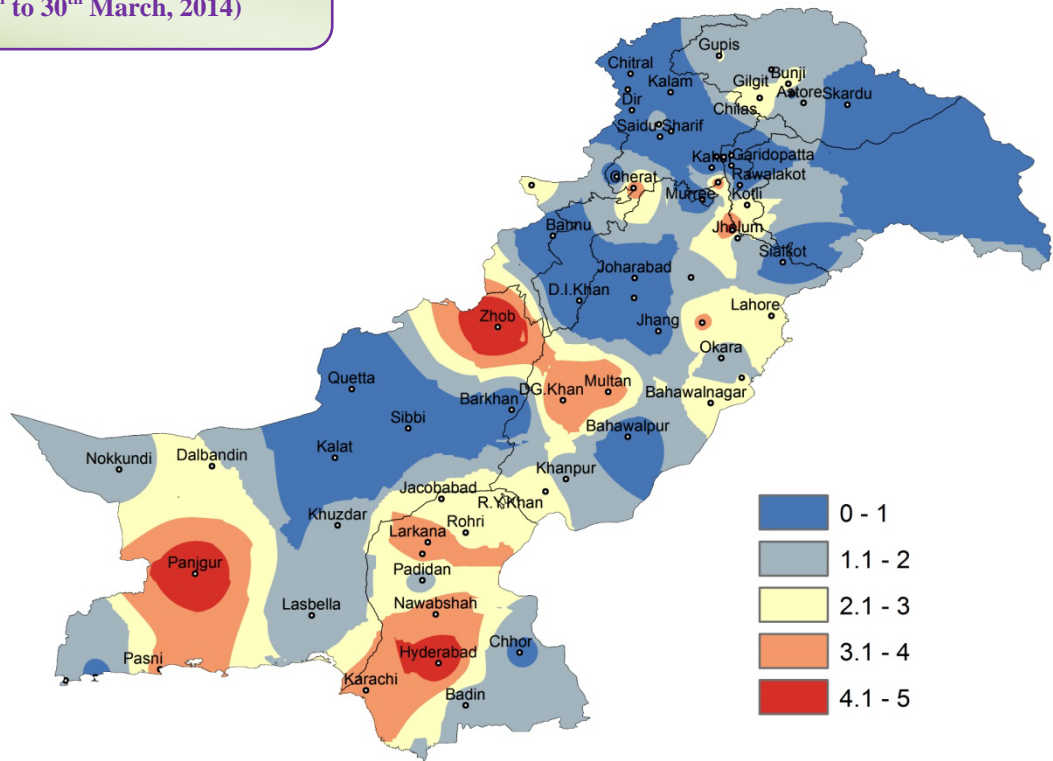 to 30th March, 2014)
Gupis
Chitral
Bunji
Kalam
Gilgit
Astore
Skardu
Dir
Chilas
Saidu Sharif
Garidopatta
Cherat
Rawalakot
Murree
Kotli
Bannu
Jhelum
Sialkot
Joharabad
D.I.Khan
Lahore
Zhob
Jhang
Okara
Quetta
DG.Khan
Multan
Barkhan
Bahawalnagar
Sibbi
Bahawalpur
Kalat
Nokkundi
Dalbandin
Khanpur
Jacobabad
R.Y.Khan
Khuzdar
Rohri
Larkana
Panjgur
Padidan
Lasbella
Nawabshah
Chhor
Hyderabad
Pasni
Karachi
Badin
0 - 1
1.1 - 2
2.1 - 3
3.1 - 4
4.1 - 5